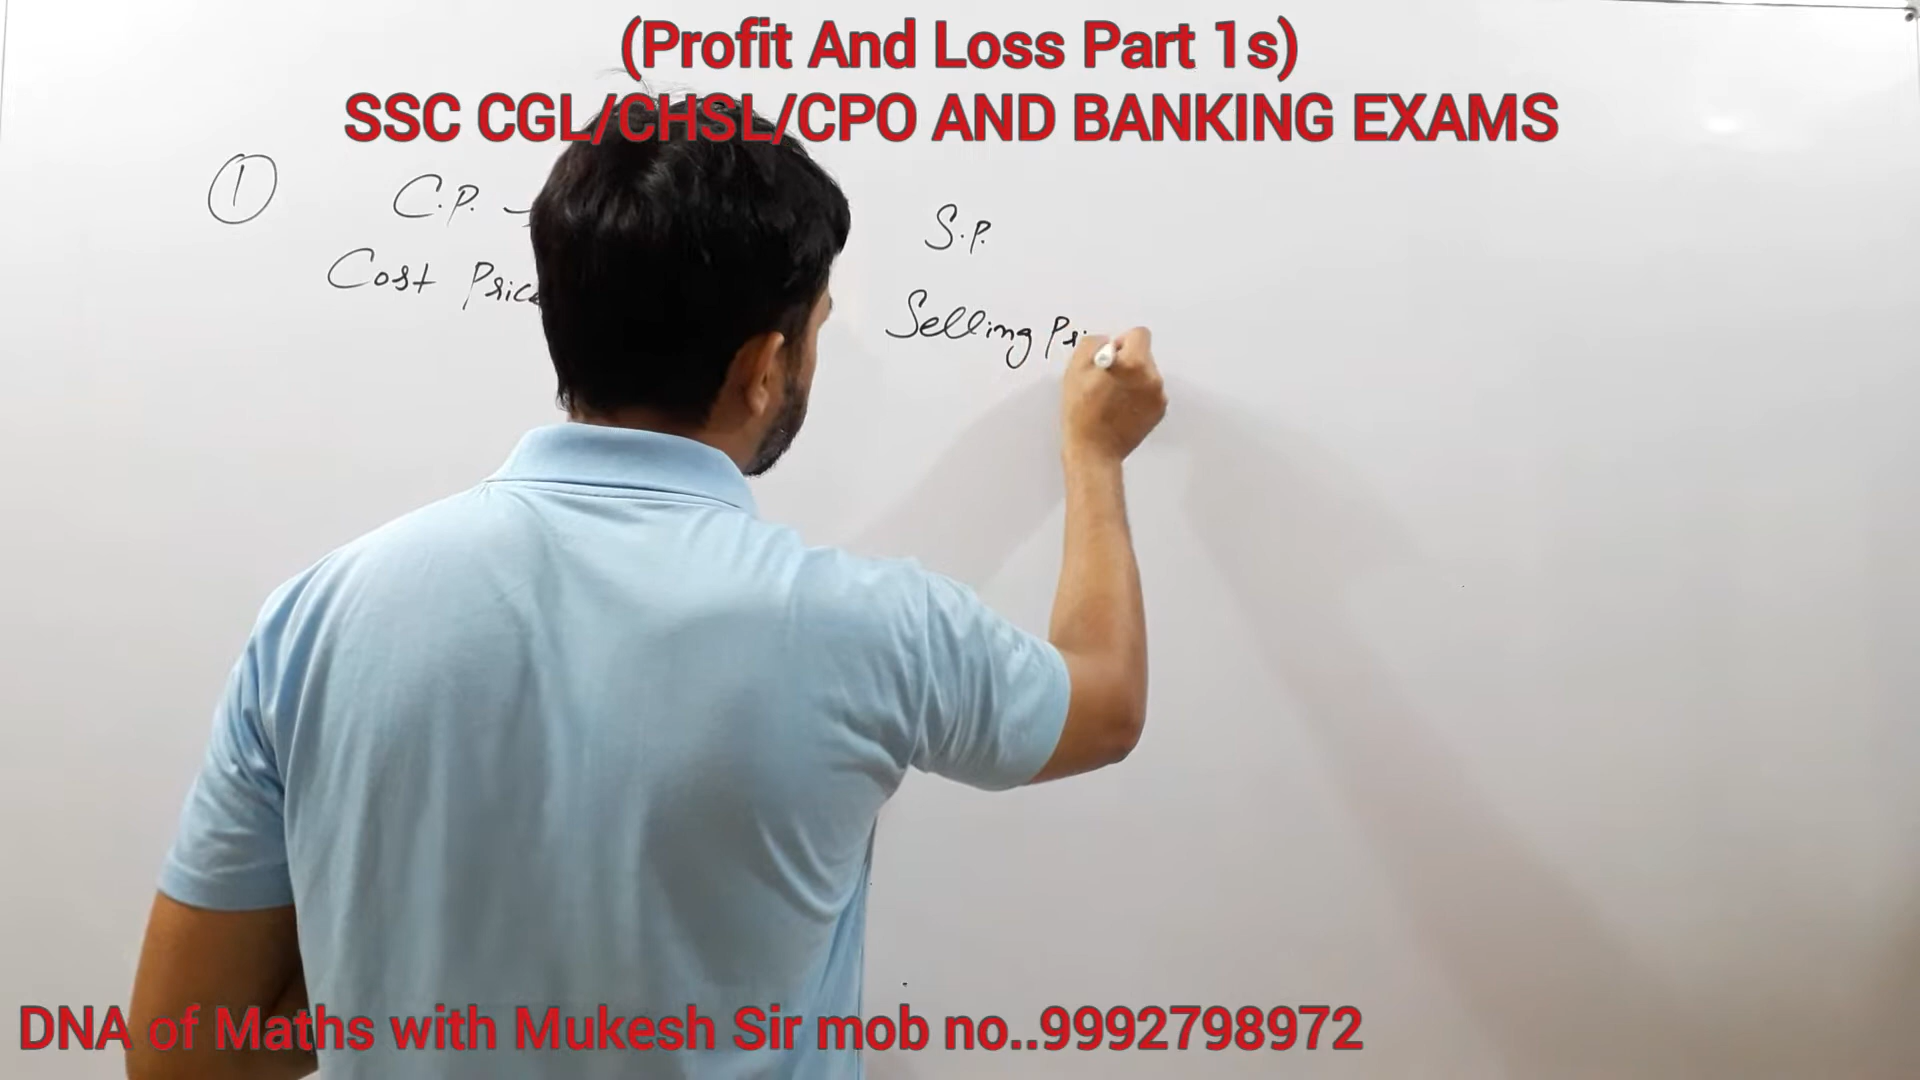 (Profit And Loss Part 1s)
SSC CGL/CHSL/CPO AND BANKING EXAMS
1 C.P. → S.P.
Cost Price Selling Pri
DNA of Maths with Mukesh Sir mob no..9992798972